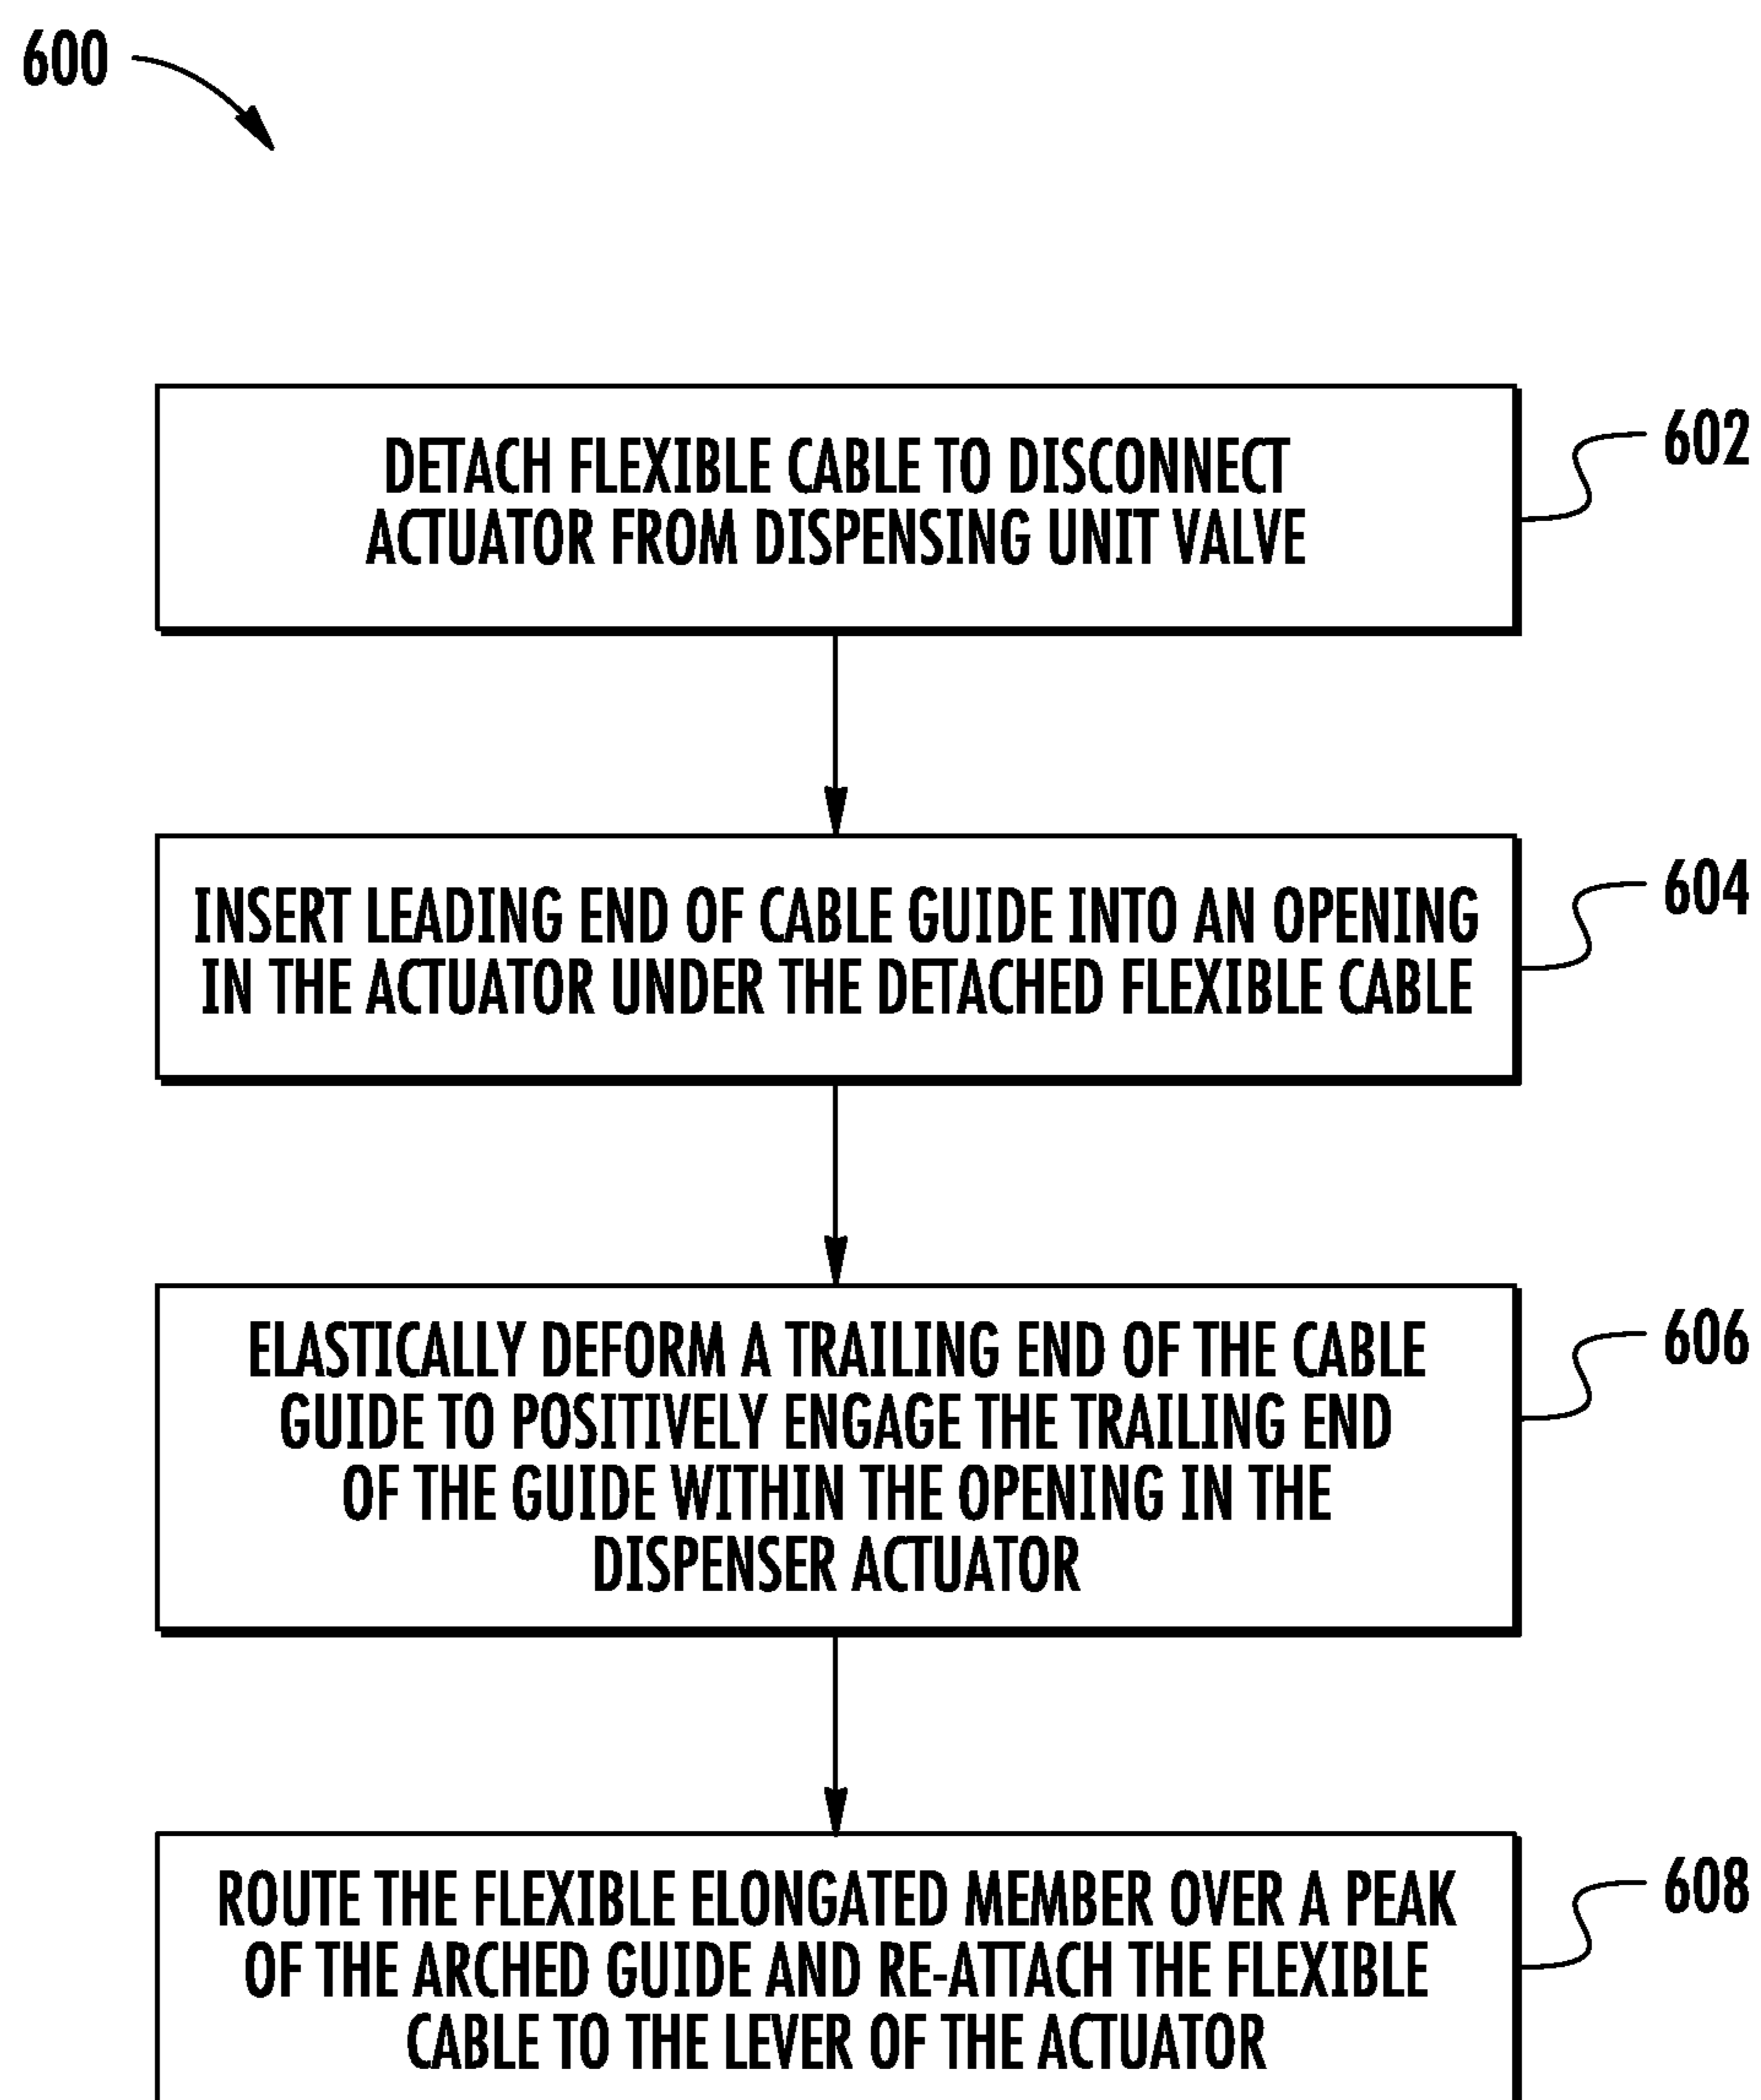 600
DETACH FLEXIBLE CABLE TO DISCONNECT
ACTUATOR FROM DISPENSING UNIT VALVE
602
INSERT LEADING END OF CABLE GUIDE INTO AN OPENING
IN THE ACTUATOR UNDER THE DETACHED FLEXIBLE CABLE
604
ELASTICALLY DEFORM A TRAILING END OF THE CABLE
GUIDE TO POSITIVELY ENGAGE THE TRAILING END
OF THE GUIDE WITHIN THE OPENING IN THE
DISPENSER ACTUATOR
606
ROUTE THE FLEXIBLE ELONGATED MEMBER OVER A PEAK
OF THE ARCHED GUIDE AND RE-ATTACH THE FLEXIBLE
CABLE TO THE LEVER OF THE ACTUATOR
608